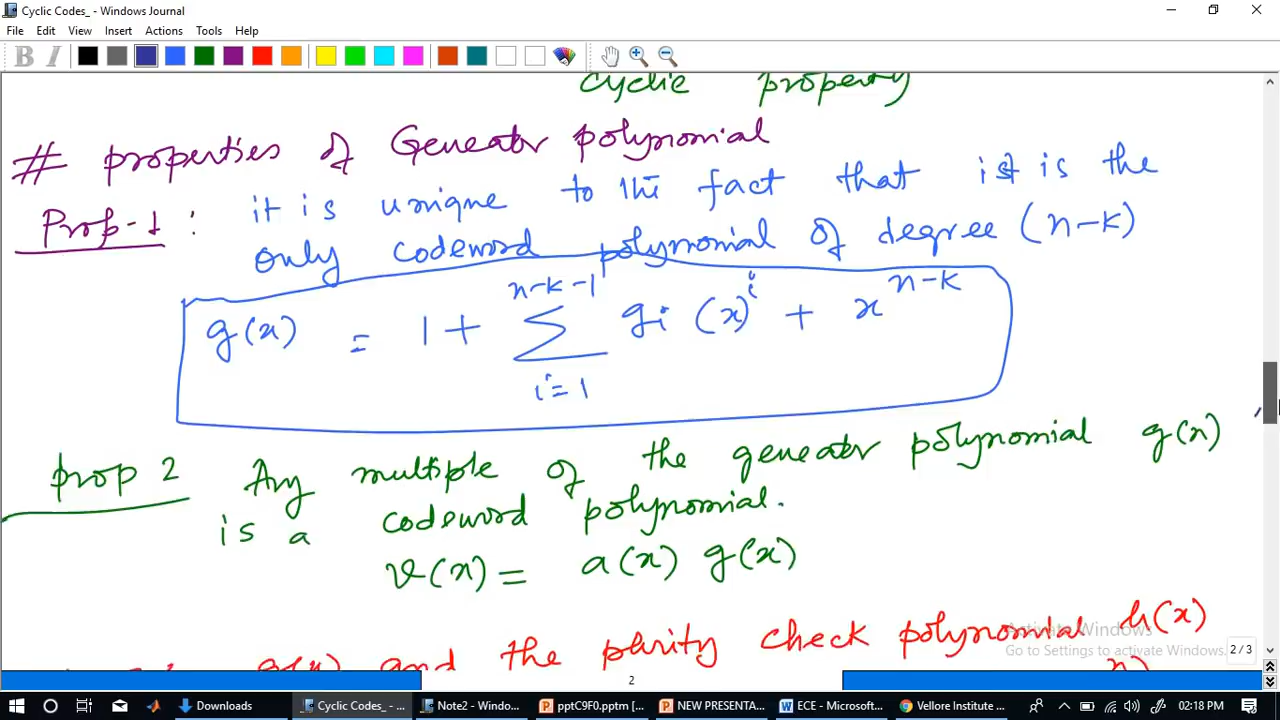 Cyclic Codes_ - Windows Journal
File Edit View Insert Actions Tools Help
B I
Cyclic property
# properties of Geneator polynomial
Prop-1 : it is unique to the fact that ist is the
only codeword polynomial of degree (n-k)
n-k-1
g(x) = 1 + ∑ gi (x)^i + x^n-k
i=1
prop 2 Any multiple of the geneator polynomial g(x)
is a codeword polynomial.
v(x) = a(x) g(x)
g(x) and the parity check polynomial h(x)
Activate Windows
Go to Settings to activate Windows.
2/3
2
Downloads Cyclic Codes_ - ... Note2 - Windo... pptC9F0.pptm [... NEW PRESENTA... ECE - Microsoft... Vellore Institute ... 02:18 PM